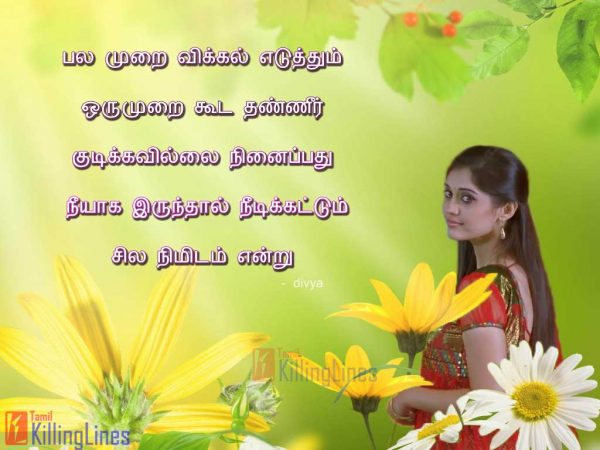 பல முறை விக்கல் எடுத்தும்
ஒருமுறை கூட தண்ணீர்
குடிக்கவில்லை நினைப்பது
நீயாக இருந்தால் நீடிக்கட்டும்
சில நிமிடம் என்று
- divya
Tamil
KillingLines
Tamil
KillingLines